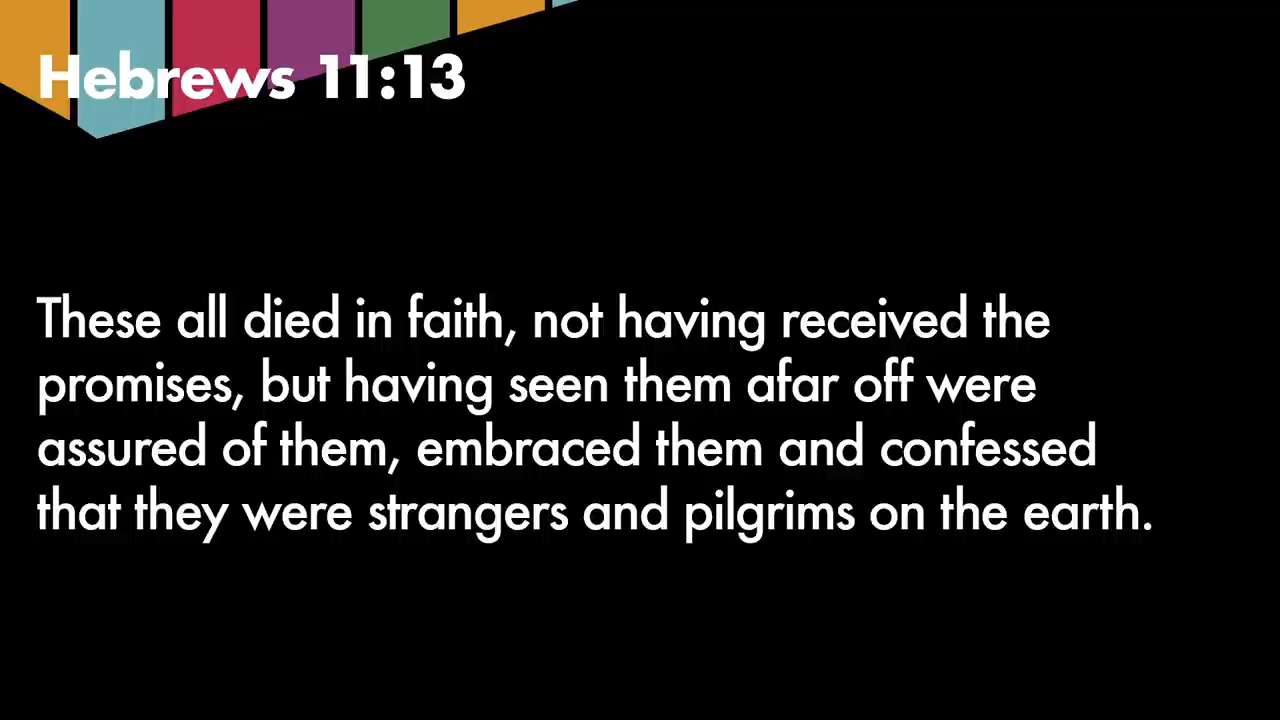 Hebrews 11:13
These all died in faith, not having received the
promises, but having seen them afar off were
assured of them, embraced them and confessed
that they were strangers and pilgrims on the earth.